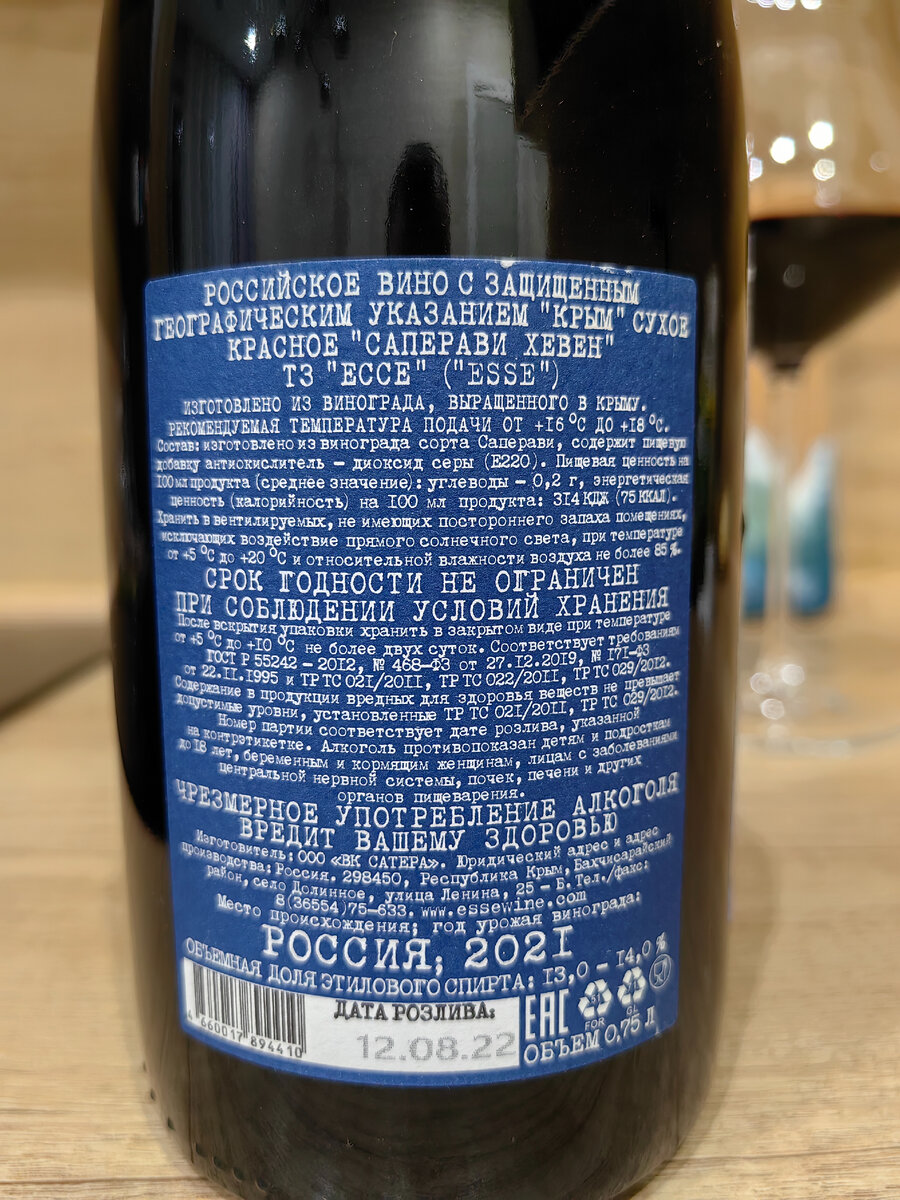 РОССИЙСКОЕ ВИНО С ЗАЩИЩЕННЫМ
ГЕОГРАФИЧЕСКИМ УКАЗАНИЕМ "КРЫМ" СУХОЕ
КРАСНОЕ "САПЕРАВИ ХЕВЕН"
ТЗ "ЕССЕ" ("ESSE")
ИЗГОТОВЛЕНО ИЗ ВИНОГРАДА, ВЫРАЩЕННОГО В КРЫМУ.
РЕКОМЕНДУЕМАЯ ТЕМПЕРАТУРА ПОДАЧИ ОТ +16 °С ДО +18 °С.
Состав: изготовлено из винограда сорта Саперави, содержит пищевую
добавку антиокислитель – диоксид серы (Е220). Пищевая ценность на
100 мл продукта (среднее значение): углеводы – 0,2 г, энергетическая
ценность (калорийность) на 100 мл продукта: 314 КДЖ (75 ККАЛ).
Хранить в вентилируемых, не имеющих постороннего запаха помещениях,
исключающих воздействие прямого солнечного света, при температуре
от +5 °С до +20 °С и относительной влажности воздуха не более 85 %.
СРОК ГОДНОСТИ НЕ ОГРАНИЧЕН
ПРИ СОБЛЮДЕНИИ УСЛОВИЙ ХРАНЕНИЯ
После вскрытия упаковки хранить в закрытом виде при температуре
от +5 °С до +10 °С не более двух суток. Соответствует требованиям
ГОСТ Р 55242 – 2012, № 468–ФЗ от 27.12.2019, № 171–ФЗ
от 22.11.1995 и ТР ТС 021/2011, ТР ТС 022/2011, ТР ТС 029/2012.
Содержание в продукции вредных для здоровья веществ не превышает
допустимые уровни, установленные ТР ТС 021/2011, ТР ТС 029/2012.
Номер партии соответствует дате розлива, указанной
на контрэтикетке. Алкоголь противопоказан детям и подросткам
до 18 лет, беременным и кормящим женщинам, лицам с заболеваниями
центральной нервной системы, почек, печени и других
органов пищеварения.
ЧРЕЗМЕРНОЕ УПОТРЕБЛЕНИЕ АЛКОГОЛЯ
ВРЕДИТ ВАШЕМУ ЗДОРОВЬЮ
Изготовитель: ООО «ВК САТЕРА». Юридический адрес и адрес
производства: Россия. 298450, Республика Крым, Бахчисарайский
район, село Долинное, улица Ленина, 25 – Б. Тел./факс:
8(36554)75–633. www.essewine.com
Место происхождения; год урожая винограда:
РОССИЯ; 2021
ОБЪЕМНАЯ ДОЛЯ ЭТИЛОВОГО СПИРТА: 13,0 – 14,0 %
ДАТА РОЗЛИВА:
12.08.22
4 660017 894410
EAC
FOR
GL
ОБЪЕМ 0,75 Л